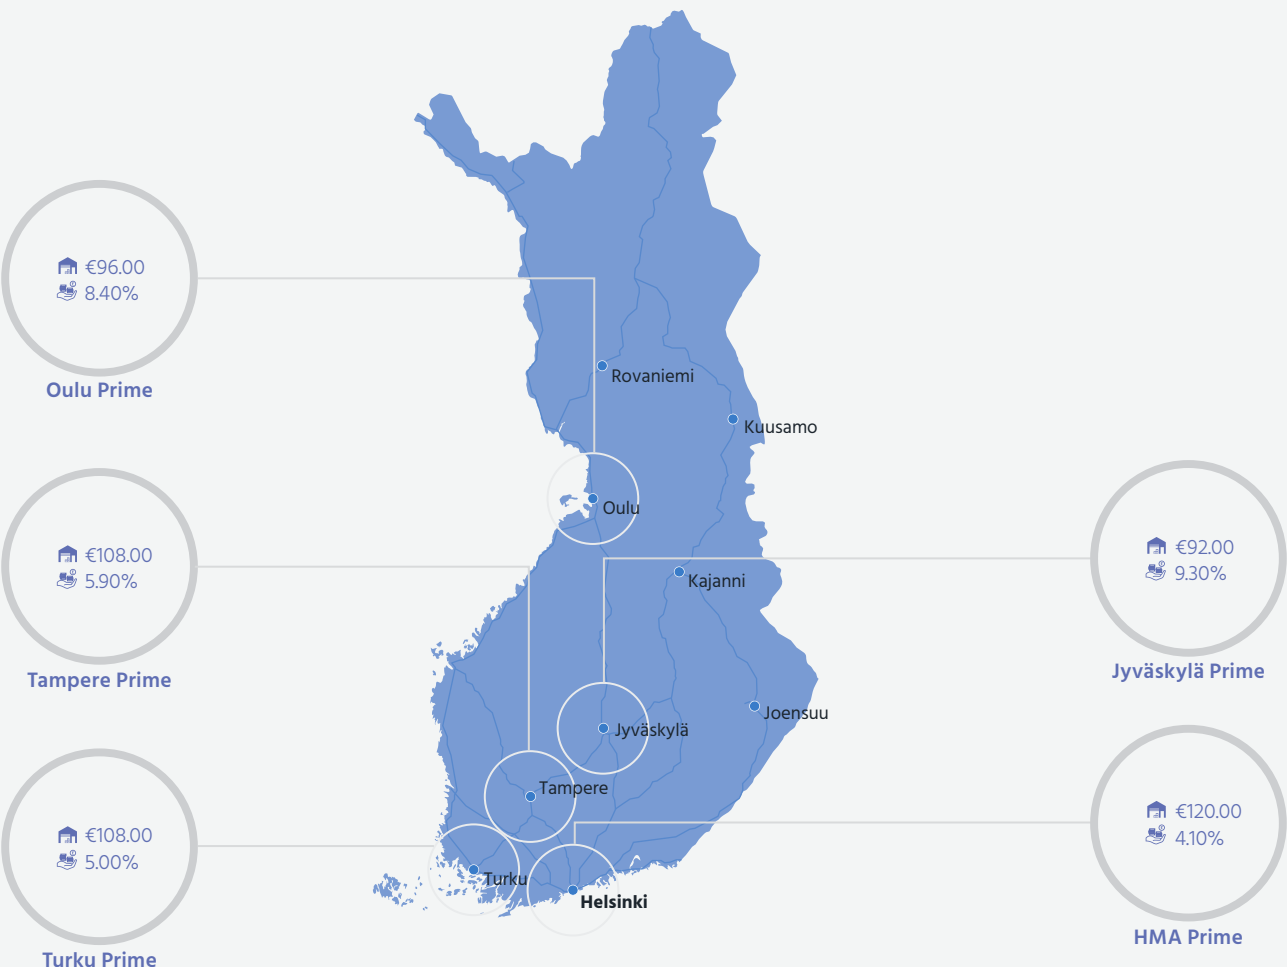 €96.00
8.40%
Oulu Prime
€108.00
5.90%
Tampere Prime
€108.00
5.00%
Turku Prime
Rovaniemi
Kuusamo
Oulu
Kajanni
Joensuu
Jyväskylä
Tampere
Turku
Helsinki
€92.00
9.30%
Jyväskylä Prime
€120.00
4.10%
HMA Prime